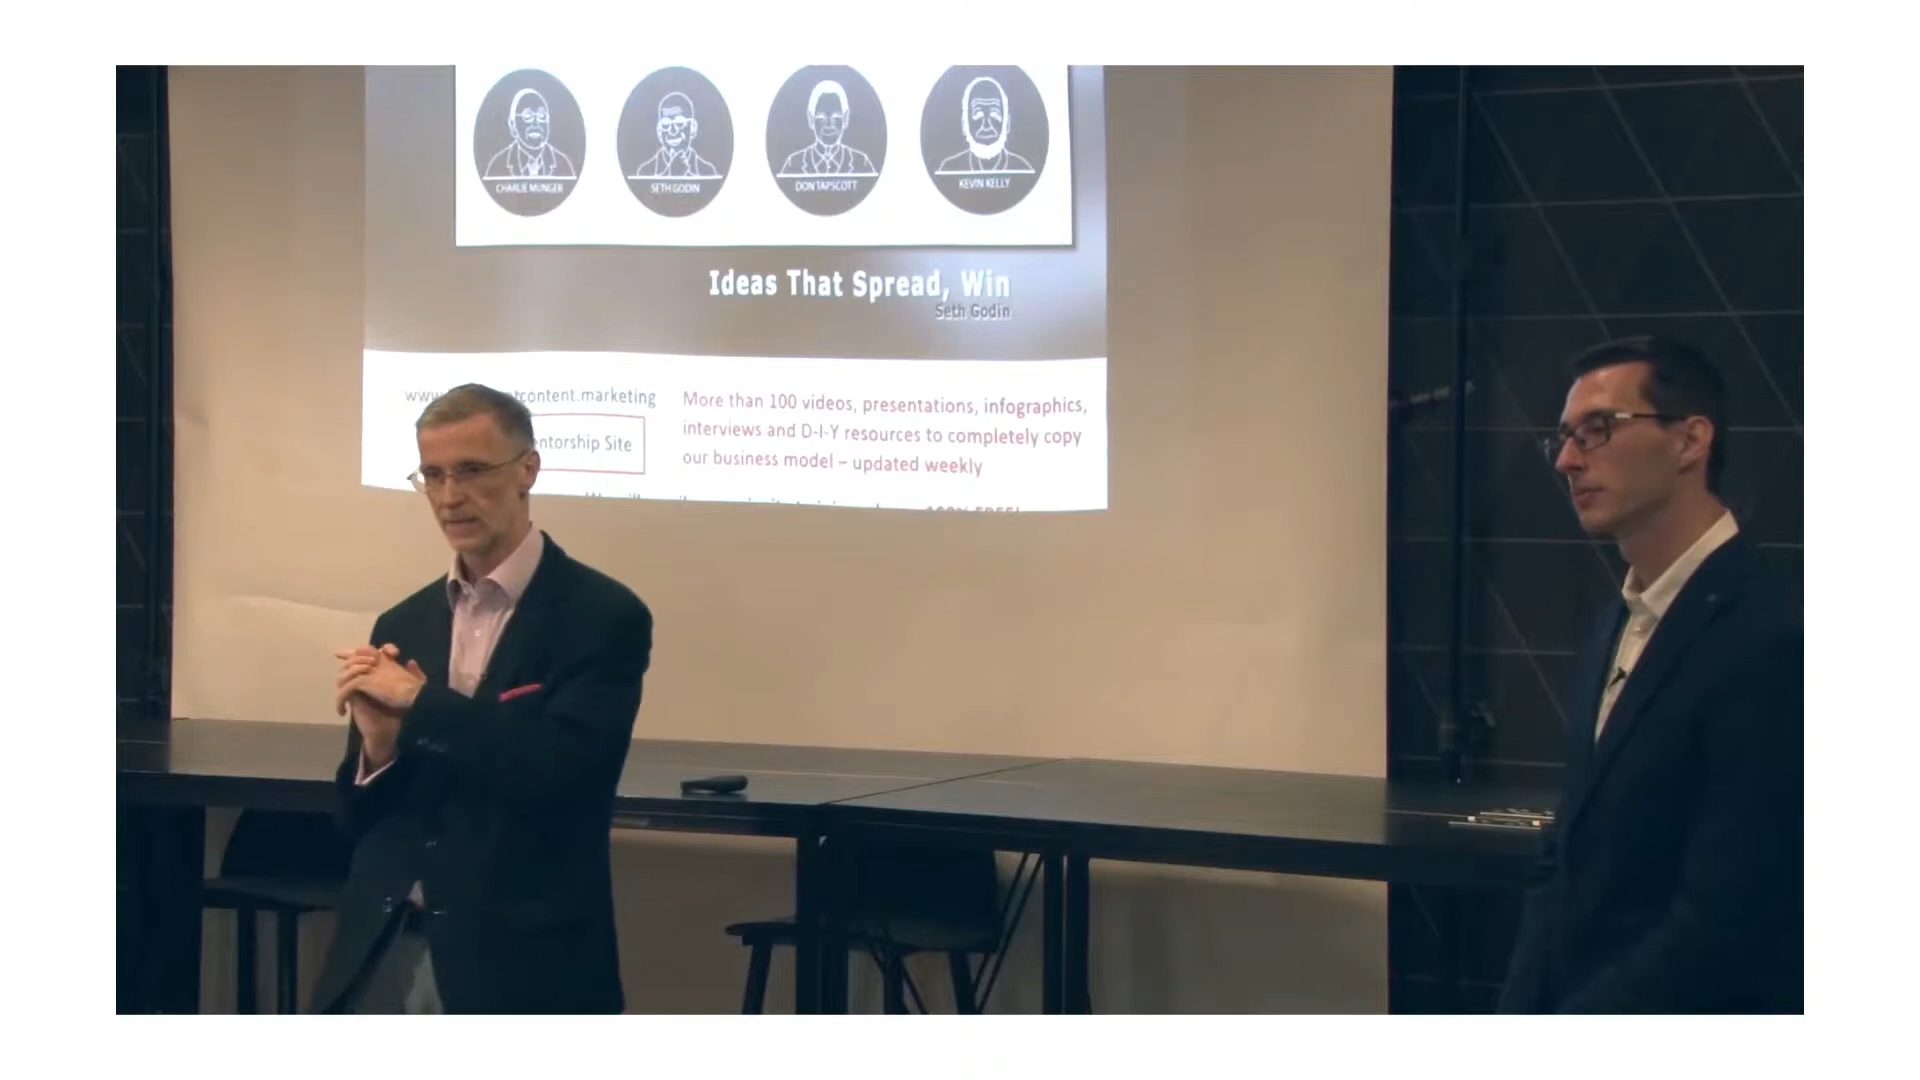 CHARLIE MUNGER
SETH GODIN
DON TAPSCOTT
KEVIN KELLY
Ideas That Spread, Win
Seth Godin
content.marketing
Site
More than 100 videos, presentations, infographics,
interviews and D-I-Y resources to completely copy
our business model – updated weekly